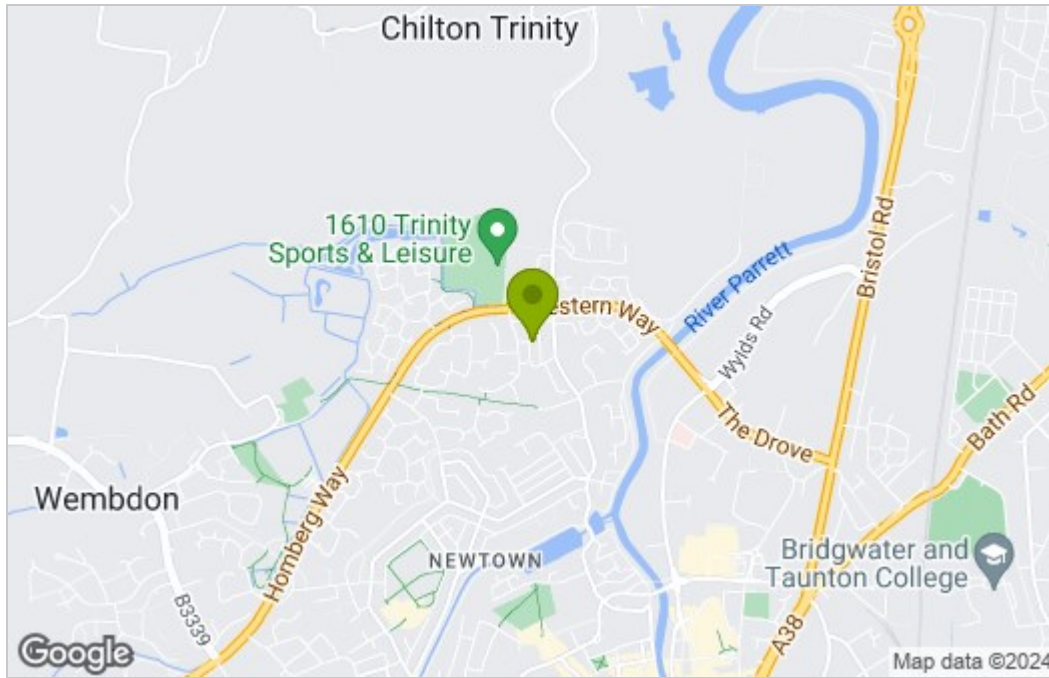 Chilton Trinity
1610 Trinity
Sports & Leisure
estern Way
River Parrett
Wylds Rd
Bristol Rd
The Drove
Bath Rd
Wembdon
Homberg Way
NEWTOWN
Bridgwater and
Taunton College
B3339
A38
Google
Map data ©2024